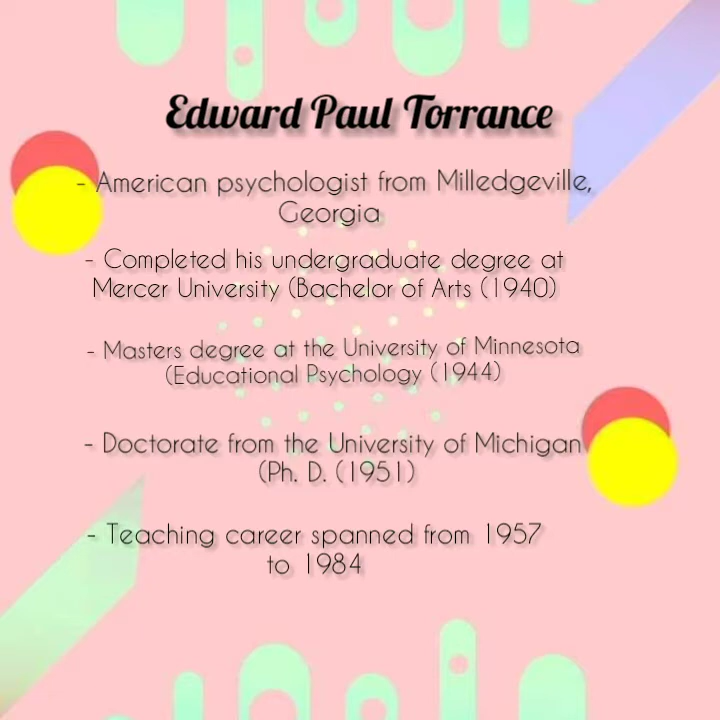 Edward Paul Torrance
- American psychologist from Milledgeville,
Georgia
- Completed his undergraduate degree at
Mercer University (Bachelor of Arts (1940)
- Masters degree at the University of Minnesota
(Educational Psychology (1944)
- Doctorate from the University of Michigan
(Ph. D. (1951)
- Teaching career spanned from 1957
to 1984